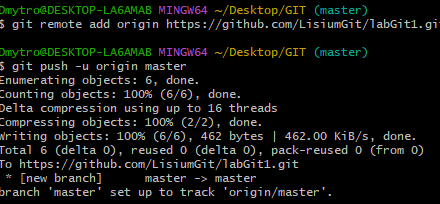 Dmytro@DESKTOP-LA6AMAB MINGW64 ~/Desktop/GIT (master)
$ git remote add origin https://github.com/LisiumGit/labGit1.git
Dmytro@DESKTOP-LA6AMAB MINGW64 ~/Desktop/GIT (master)
$ git push -u origin master
Enumerating objects: 6, done.
Counting objects: 100% (6/6), done.
Delta compression using up to 16 threads
Compressing objects: 100% (2/2), done.
Writing objects: 100% (6/6), 462 bytes | 462.00 KiB/s, done.
Total 6 (delta 0), reused 0 (delta 0), pack-reused 0 (from 0)
To https://github.com/LisiumGit/labGit1.git
 * [new branch]      master -> master
branch 'master' set up to track 'origin/master'.